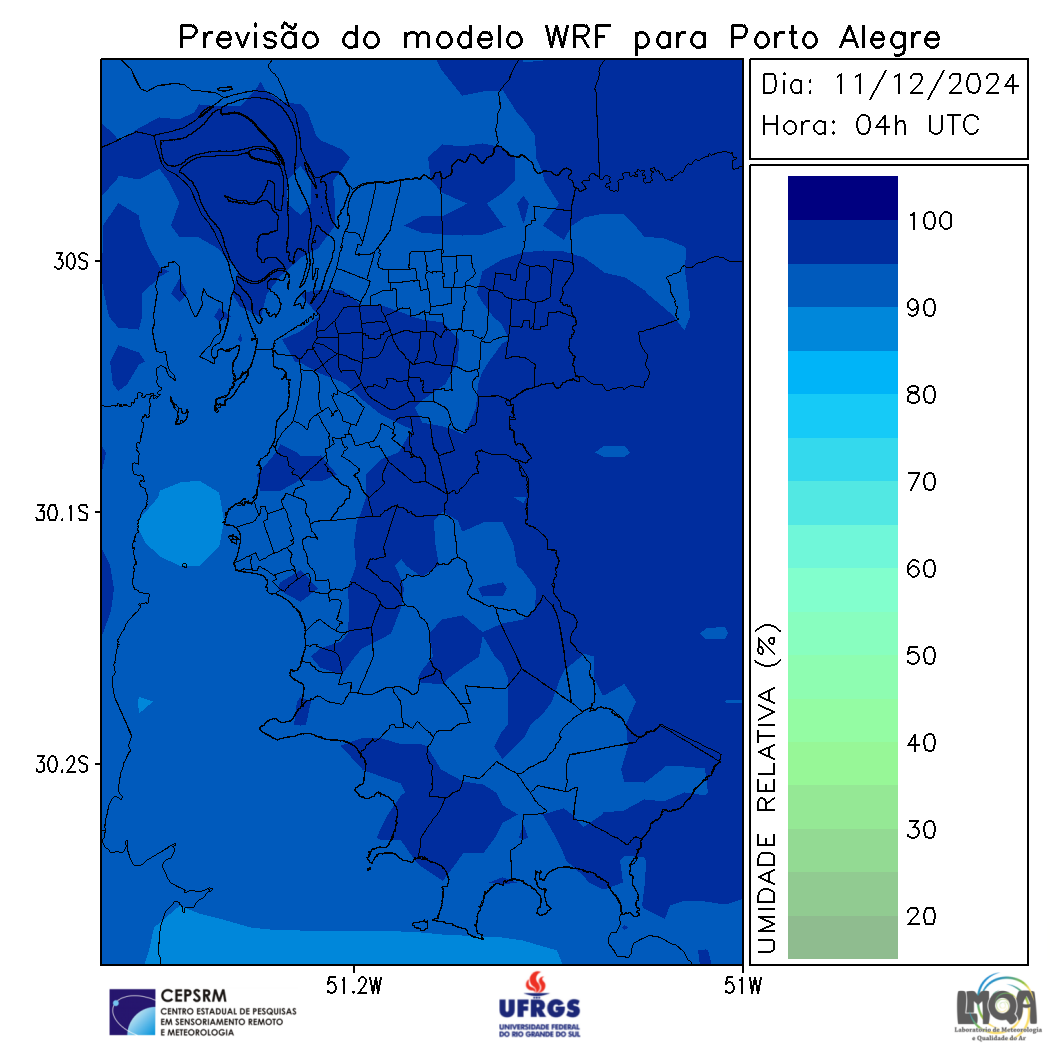 Previsão do modelo WRF para Porto Alegre
Dia: 11/12/2024
Hora: 04h UTC
30S
30.1S
30.2S
51.2W
51W
UMIDADE RELATIVA (%)
100
90
80
70
60
50
40
30
20
CEPSRM
CENTRO ESTADUAL DE PESQUISAS
EM SENSORIAMENTO REMOTO
E METEOROLOGIA
UFRGS
UNIVERSIDADE FEDERAL
DO RIO GRANDE DO SUL
LMQA
Laboratório de Meteorologia
e Qualidade do Ar